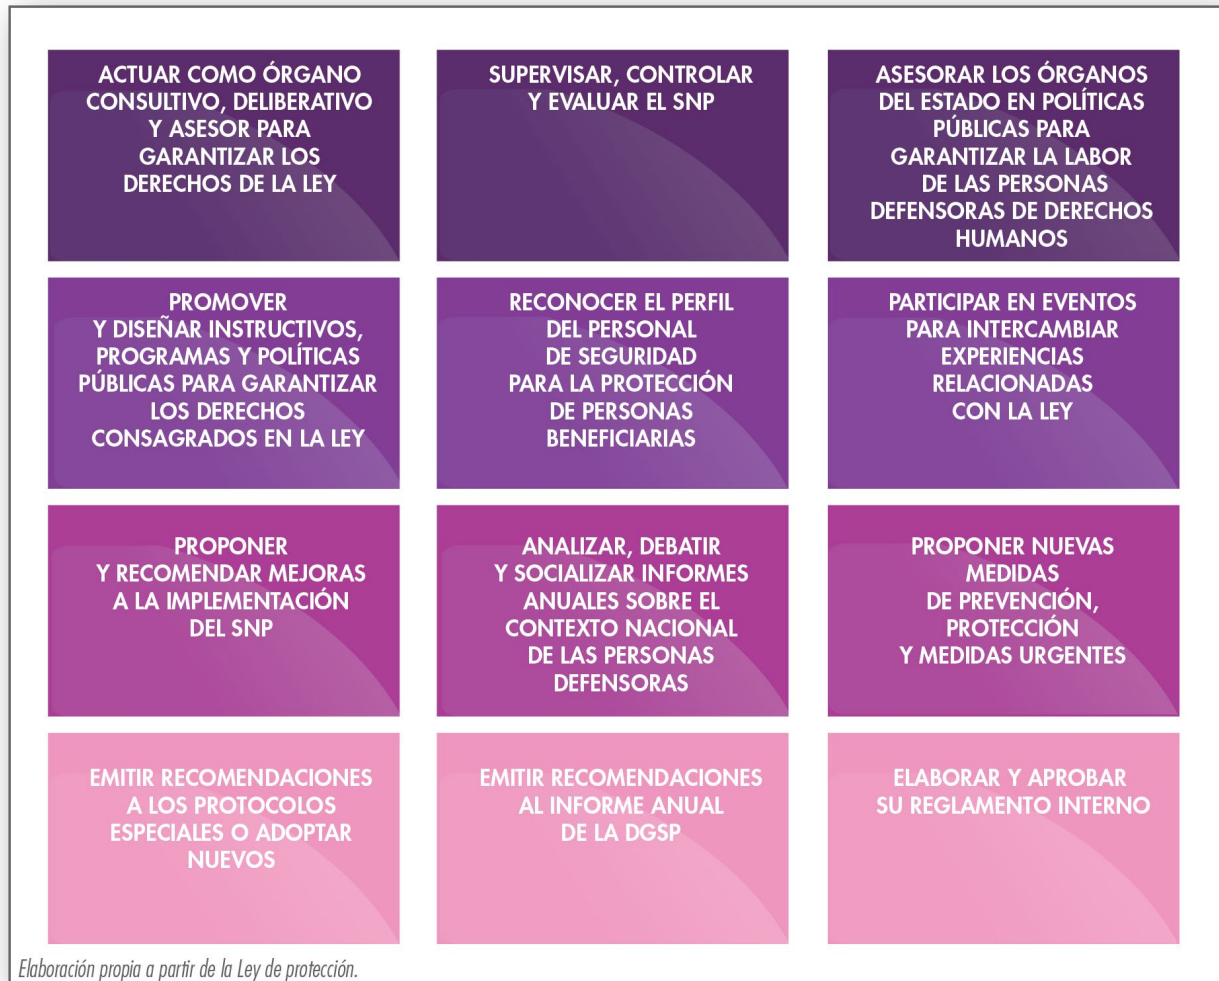 ACTUAR COMO ÓRGANO
CONSULTIVO, DELIBERATIVO
Y ASESOR PARA
GARANTIZAR LOS
DERECHOS DE LA LEY
SUPERVISAR, CONTROLAR
Y EVALUAR EL SNP
ASESORAR LOS ÓRGANOS
DEL ESTADO EN POLÍTICAS
PÚBLICAS PARA
GARANTIZAR LA LABOR
DE LAS PERSONAS
DEFENSORAS DE DERECHOS
HUMANOS
PROMOVER
Y DISEÑAR INSTRUCTIVOS,
PROGRAMAS Y POLÍTICAS
PÚBLICAS PARA GARANTIZAR
LOS DERECHOS
CONSAGRADOS EN LA LEY
RECONOCER EL PERFIL
DEL PERSONAL
DE SEGURIDAD
PARA LA PROTECCIÓN
DE PERSONAS
BENEFICIARIAS
PARTICIPAR EN EVENTOS
PARA INTERCAMBIAR
EXPERIENCIAS
RELACIONADAS
CON LA LEY
PROPONER
Y RECOMENDAR MEJORAS
A LA IMPLEMENTACIÓN
DEL SNP
ANALIZAR, DEBATIR
Y SOCIALIZAR INFORMES
ANUALES SOBRE EL
CONTEXTO NACIONAL
DE LAS PERSONAS
DEFENSORAS
PROPONER NUEVAS
MEDIDAS
DE PREVENCIÓN,
PROTECCIÓN
Y MEDIDAS URGENTES
EMITIR RECOMENDACIONES
A LOS PROTOCOLOS
ESPECIALES O ADOPTAR
NUEVOS
EMITIR RECOMENDACIONES
AL INFORME ANUAL
DE LA DGSP
ELABORAR Y APROBAR
SU REGLAMENTO INTERNO
Elaboración propia a partir de la Ley de protección.